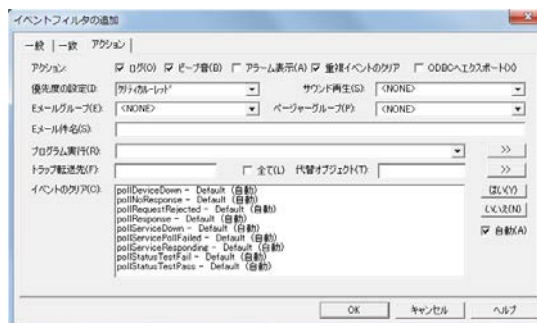 イベントフィルタの追加
一般 一致 アクション
アクション: ログ(O) ビープ音(B) アラーム表示(A) 重複イベントのクリア ODBCへエクスポート(X)
優先度の設定(I): クリティカル-レッド サウンド再生(S): <NONE>
Eメールグループ(E): <NONE> ページャーグループ(P): <NONE>
Eメール件名(S):
プログラム実行(R): >>
トラップ転送先(F): 全て(L) 代替オブジェクト(T): >>
イベントのクリア(C): pollDeviceDown - Default (自動) はい(Y)
pollNoResponse - Default (自動) いいえ(N)
pollRequestRejected - Default (自動)
pollResponse - Default (自動) 自動(A)
pollServiceDown - Default (自動)
pollServicePollFailed - Default (自動)
pollServiceResponding - Default (自動)
pollStatusTestFail - Default (自動)
pollStatusTestPass - Default (自動)
OK キャンセル ヘルプ